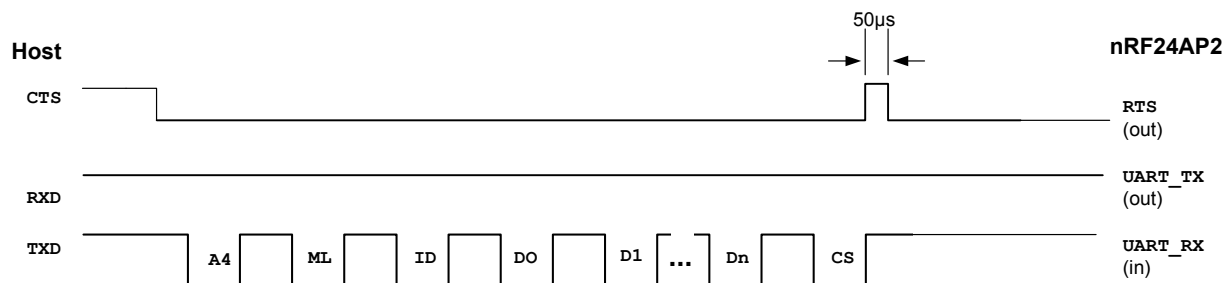 50µs
Host
nRF24AP2
CTS
RTS
(out)
RXD
UART_TX
(out)
TXD
A4 ML ID DO D1 ... Dn CS
UART_RX
(in)